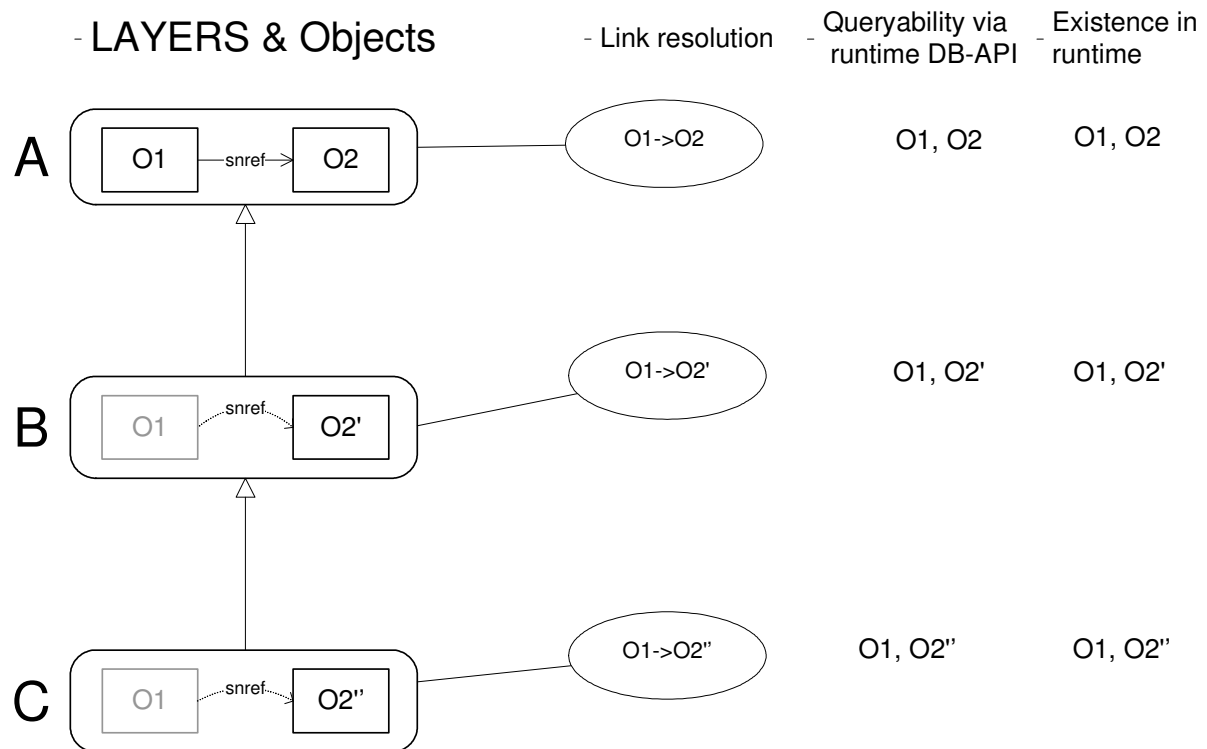 - LAYERS & Objects
- Link resolution
- Queryability via
runtime DB-API
- Existence in
runtime
A
O1
snref
O2
O1->O2
O1, O2
O1, O2
B
O1
snref
O2'
O1->O2'
O1, O2'
O1, O2'
C
O1
snref
O2''
O1->O2''
O1, O2''
O1, O2''